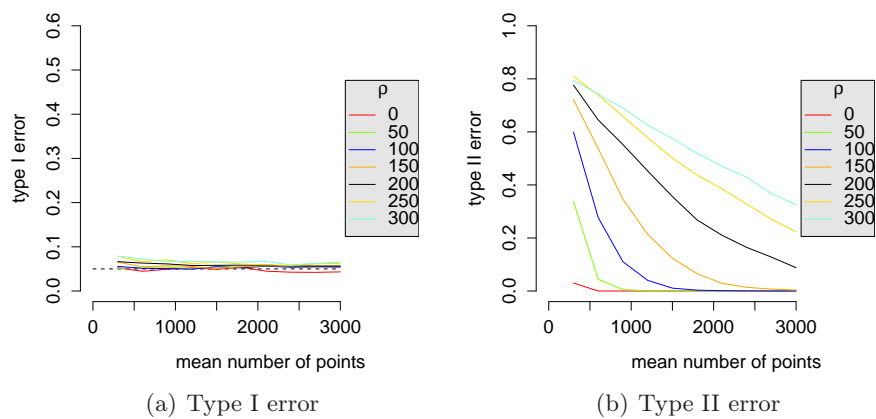 type I error
0.0 0.1 0.2 0.3 0.4 0.5 0.6
0 1000 2000 3000
mean number of points
ρ
0
50
100
150
200
250
300
(a) Type I error
type II error
0.0 0.2 0.4 0.6 0.8 1.0
0 1000 2000 3000
mean number of points
ρ
0
50
100
150
200
250
300
(b) Type II error